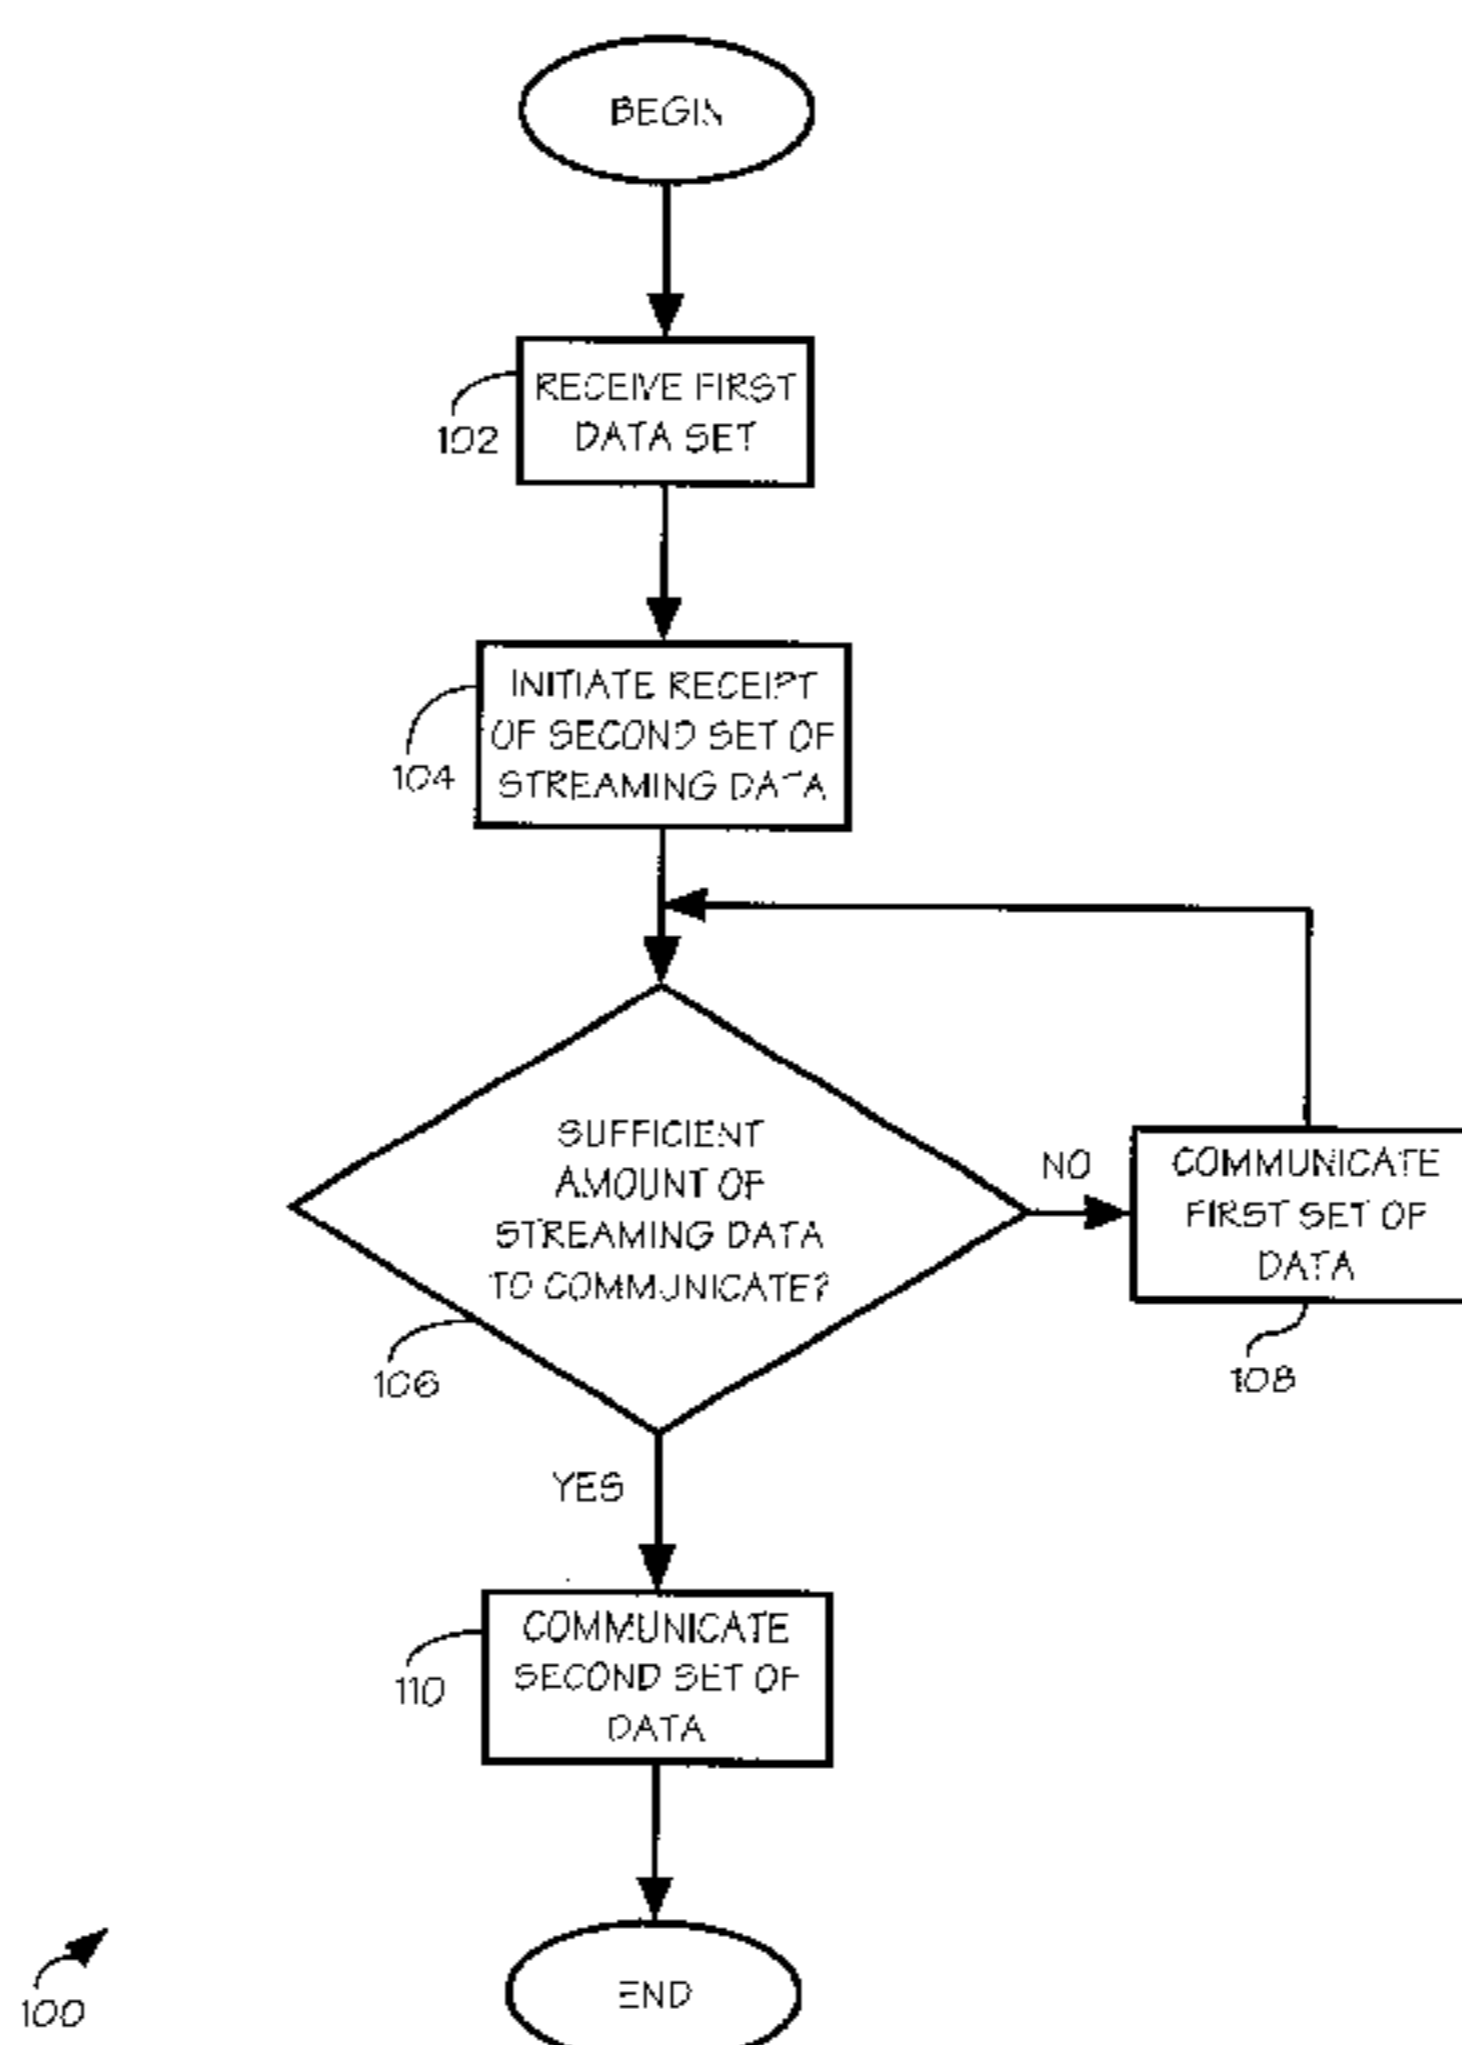 BEGIN
RECEIVE FIRST
DATA SET
102
INITIATE RECEIPT
OF SECOND SET OF
STREAMING DATA
104
SUFFICIENT
AMOUNT OF
STREAMING DATA
TO COMMUNICATE?
106
NO
COMMUNICATE
FIRST SET OF
DATA
108
YES
COMMUNICATE
SECOND SET OF
DATA
110
END
100